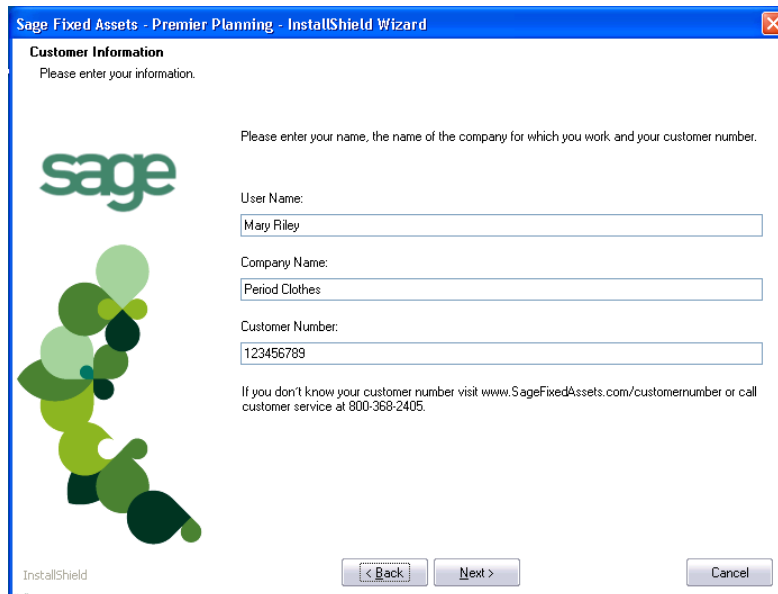 Sage Fixed Assets - Premier Planning - InstallShield Wizard
Customer Information
Please enter your information.
Please enter your name, the name of the company for which you work and your customer number.
sage
User Name:
Mary Riley
Company Name:
Period Clothes
Customer Number:
123456789
If you don't know your customer number visit www.SageFixedAssets.com/customernumber or call
customer service at 800-368-2405.
InstallShield
< Back
Next >
Cancel